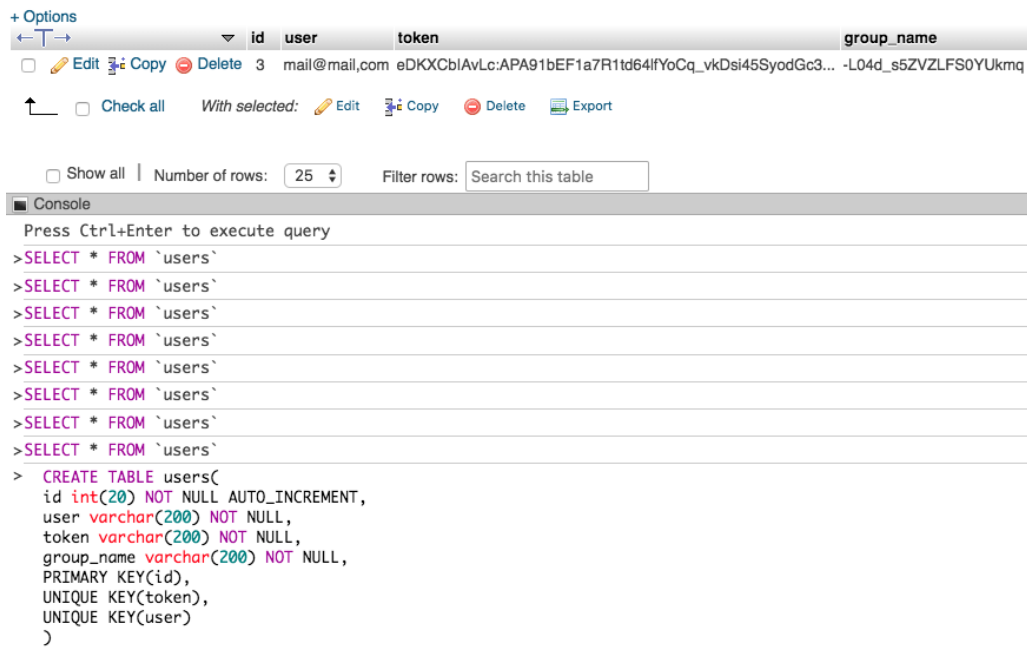 + Options
id user token group_name
Edit Copy Delete 3 mail@mail,com eDKXCbIAvLc:APA91bEF1a7R1td64lfYoCq_vkDsi45SyodGc3... -L04d_s5ZVZLFS0YUkmq
Check all With selected: Edit Copy Delete Export
Show all Number of rows: 25 Filter rows: Search this table
Console
Press Ctrl+Enter to execute query
>SELECT * FROM `users`
>SELECT * FROM `users`
>SELECT * FROM `users`
>SELECT * FROM `users`
>SELECT * FROM `users`
>SELECT * FROM `users`
>SELECT * FROM `users`
>SELECT * FROM `users`
> CREATE TABLE users(
id int(20) NOT NULL AUTO_INCREMENT,
user varchar(200) NOT NULL,
token varchar(200) NOT NULL,
group_name varchar(200) NOT NULL,
PRIMARY KEY(id),
UNIQUE KEY(token),
UNIQUE KEY(user)
)